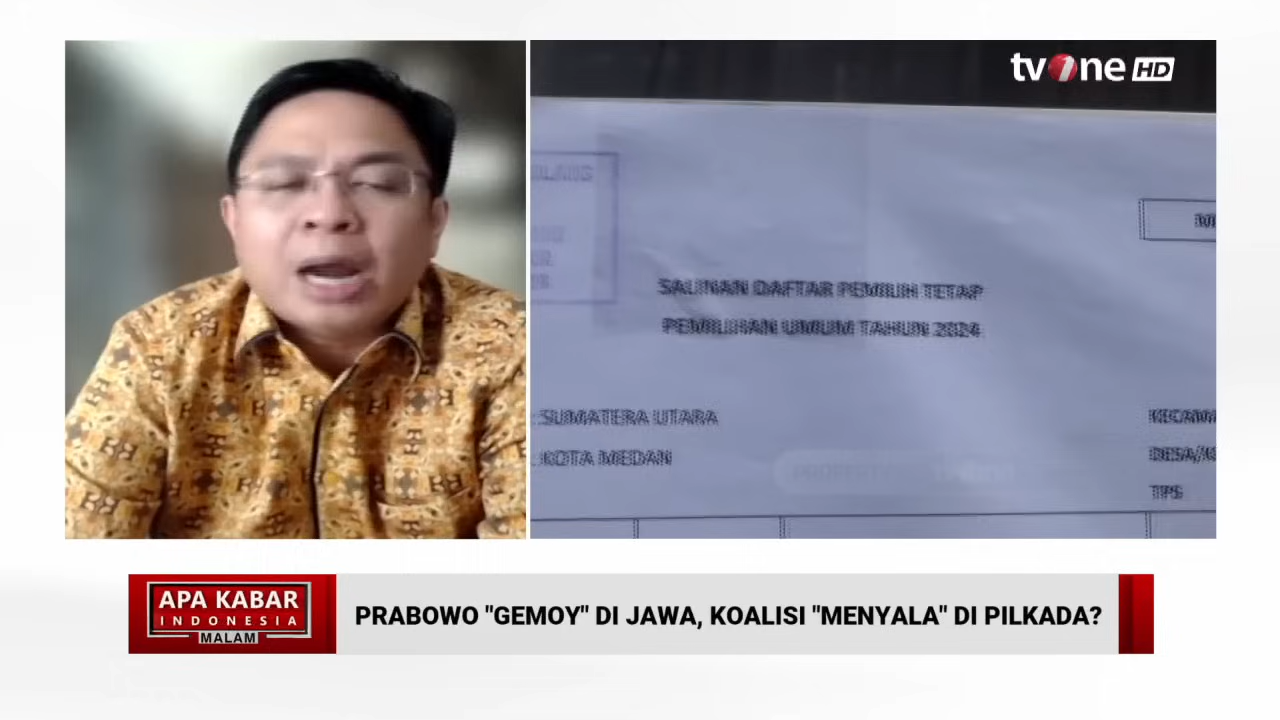 tvOne HD
SALINAN DAFTAR PEMILIH TETAP
PEMILIHAN UMUM TAHUN 2024
: SUMATERA UTARA
: KOTA MEDAN
TPS
APA KABAR
INDONESIA
MALAM
PRABOWO "GEMOY" DI JAWA, KOALISI "MENYALA" DI PILKADA?